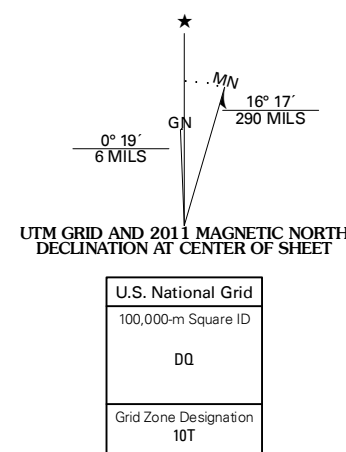 ★
MN
16° 17´
290 MILS
GN
0° 19´
6 MILS
UTM GRID AND 2011 MAGNETIC NORTH
DECLINATION AT CENTER OF SHEET
U.S. National Grid
100,000-m Square ID
DQ
Grid Zone Designation
10T